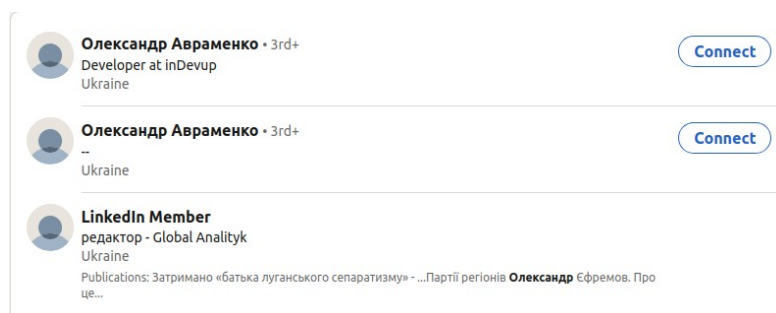 Олександр Авраменко • 3rd+
Connect
Developer at inDevup
Ukraine
Олександр Авраменко • 3rd+
Connect
--
Ukraine
LinkedIn Member
редактор - Global Analityk
Ukraine
Publications: Затримано «батька луганського сепаратизму» - ...Партії регіонів Олександр Єфремов. Про
це...